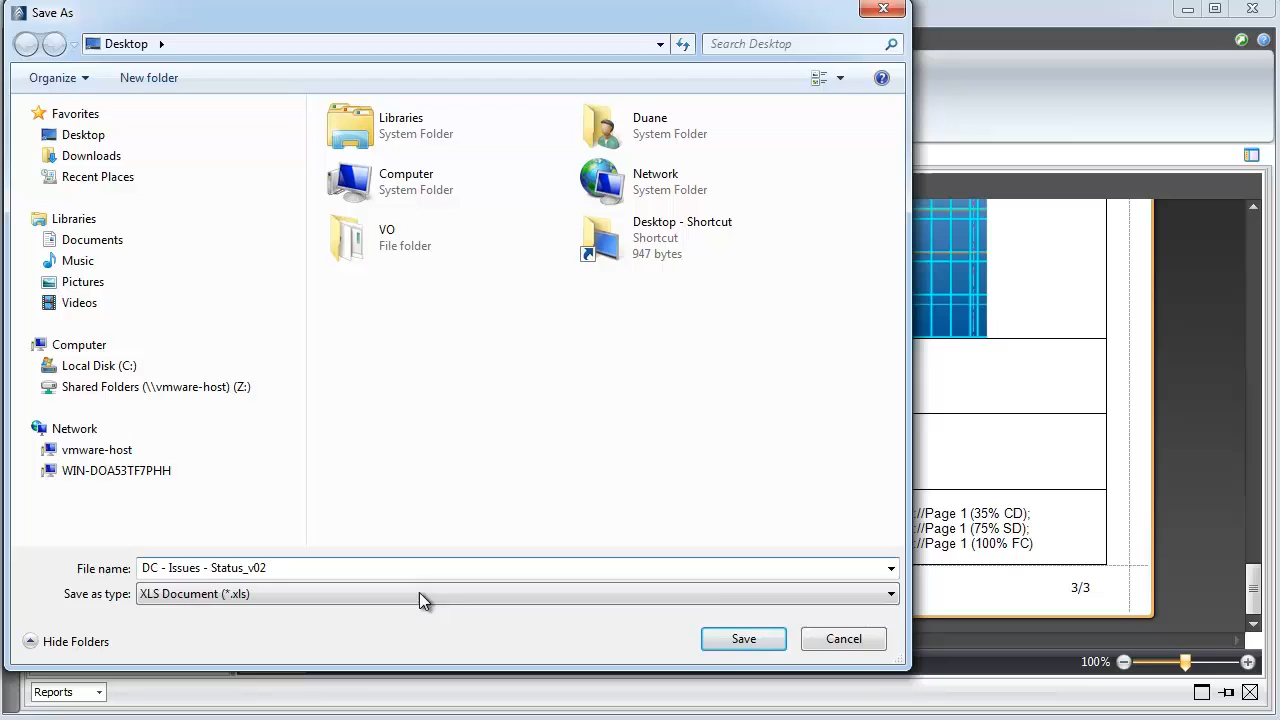 Save As
Desktop
Search Desktop
Organize
New folder
Favorites
Desktop
Downloads
Recent Places
Libraries
Documents
Music
Pictures
Videos
Computer
Local Disk (C:)
Shared Folders (\\vmware-host) (Z:)
Network
vmware-host
WIN-DOA53TF7PHH
Libraries
System Folder
Duane
System Folder
Computer
System Folder
Network
System Folder
VO
File folder
Desktop - Shortcut
Shortcut
947 bytes
://Page 1 (35% CD);
://Page 1 (75% SD);
://Page 1 (100% FC)
3/3
File name: DC - Issues - Status_v02
Save as type: XLS Document (*.xls)
Hide Folders
Save
Cancel
100%
Reports